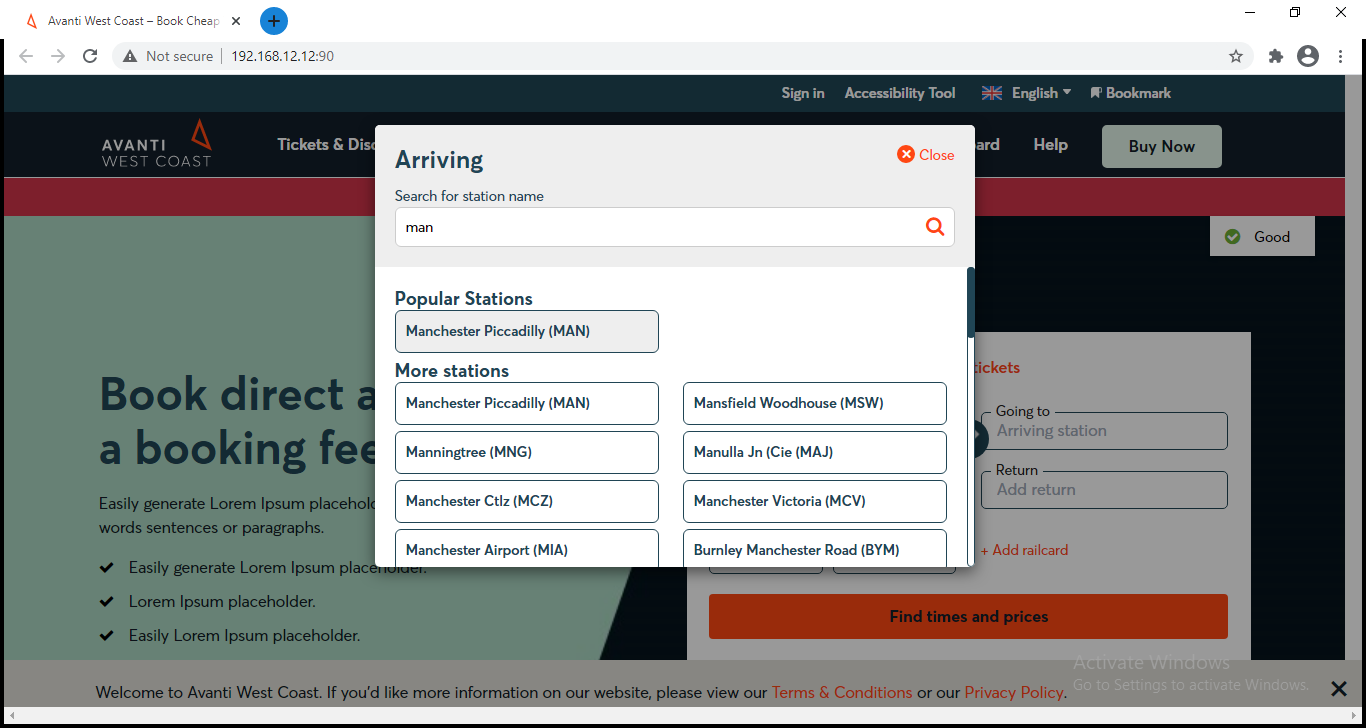 Avanti West Coast – Book Cheap
Not secure | 192.168.12.12:90
Sign in Accessibility Tool English Bookmark
AVANTI
WEST COAST
Tickets & Disc
ard Help Buy Now
Arriving
Close
Search for station name
man
Good
Popular Stations
Manchester Piccadilly (MAN)
More stations
Manchester Piccadilly (MAN) Mansfield Woodhouse (MSW)
Manningtree (MNG) Manulla Jn (Cie (MAJ)
Manchester Ctlz (MCZ) Manchester Victoria (MCV)
Manchester Airport (MIA) Burnley Manchester Road (BYM)
Book direct a
a booking fee
Easily generate Lorem Ipsum placehol
words sentences or paragraphs.
Easily generate Lorem Ipsum placeholder.
Lorem Ipsum placeholder.
Easily Lorem Ipsum placeholder.
tickets
Going to
Arriving station
Return
Add return
+ Add railcard
Find times and prices
Activate Windows
Go to Settings to activate Windows.
Welcome to Avanti West Coast. If you'd like more information on our website, please view our Terms & Conditions or our Privacy Policy.